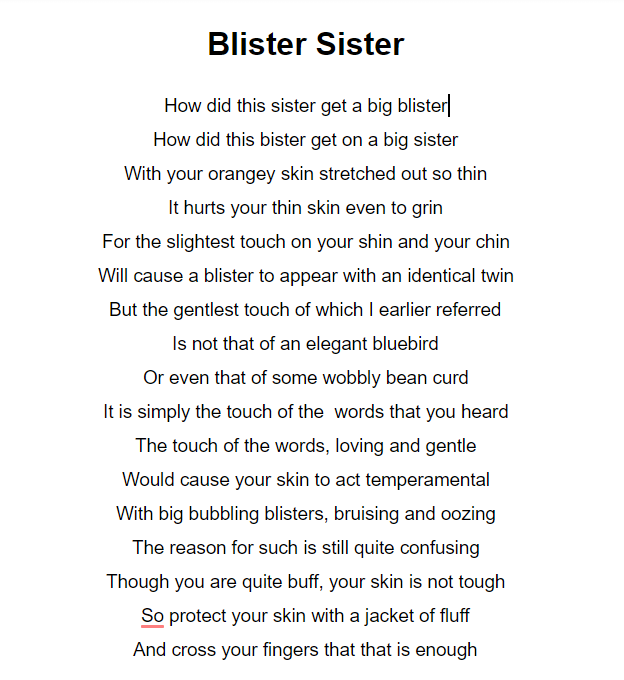 Blister Sister
How did this sister get a big blister
How did this bister get on a big sister
With your orangey skin stretched out so thin
It hurts your thin skin even to grin
For the slightest touch on your shin and your chin
Will cause a blister to appear with an identical twin
But the gentlest touch of which I earlier referred
Is not that of an elegant bluebird
Or even that of some wobbly bean curd
It is simply the touch of the  words that you heard
The touch of the words, loving and gentle
Would cause your skin to act temperamental
With big bubbling blisters, bruising and oozing
The reason for such is still quite confusing
Though you are quite buff, your skin is not tough
So protect your skin with a jacket of fluff
And cross your fingers that that is enough